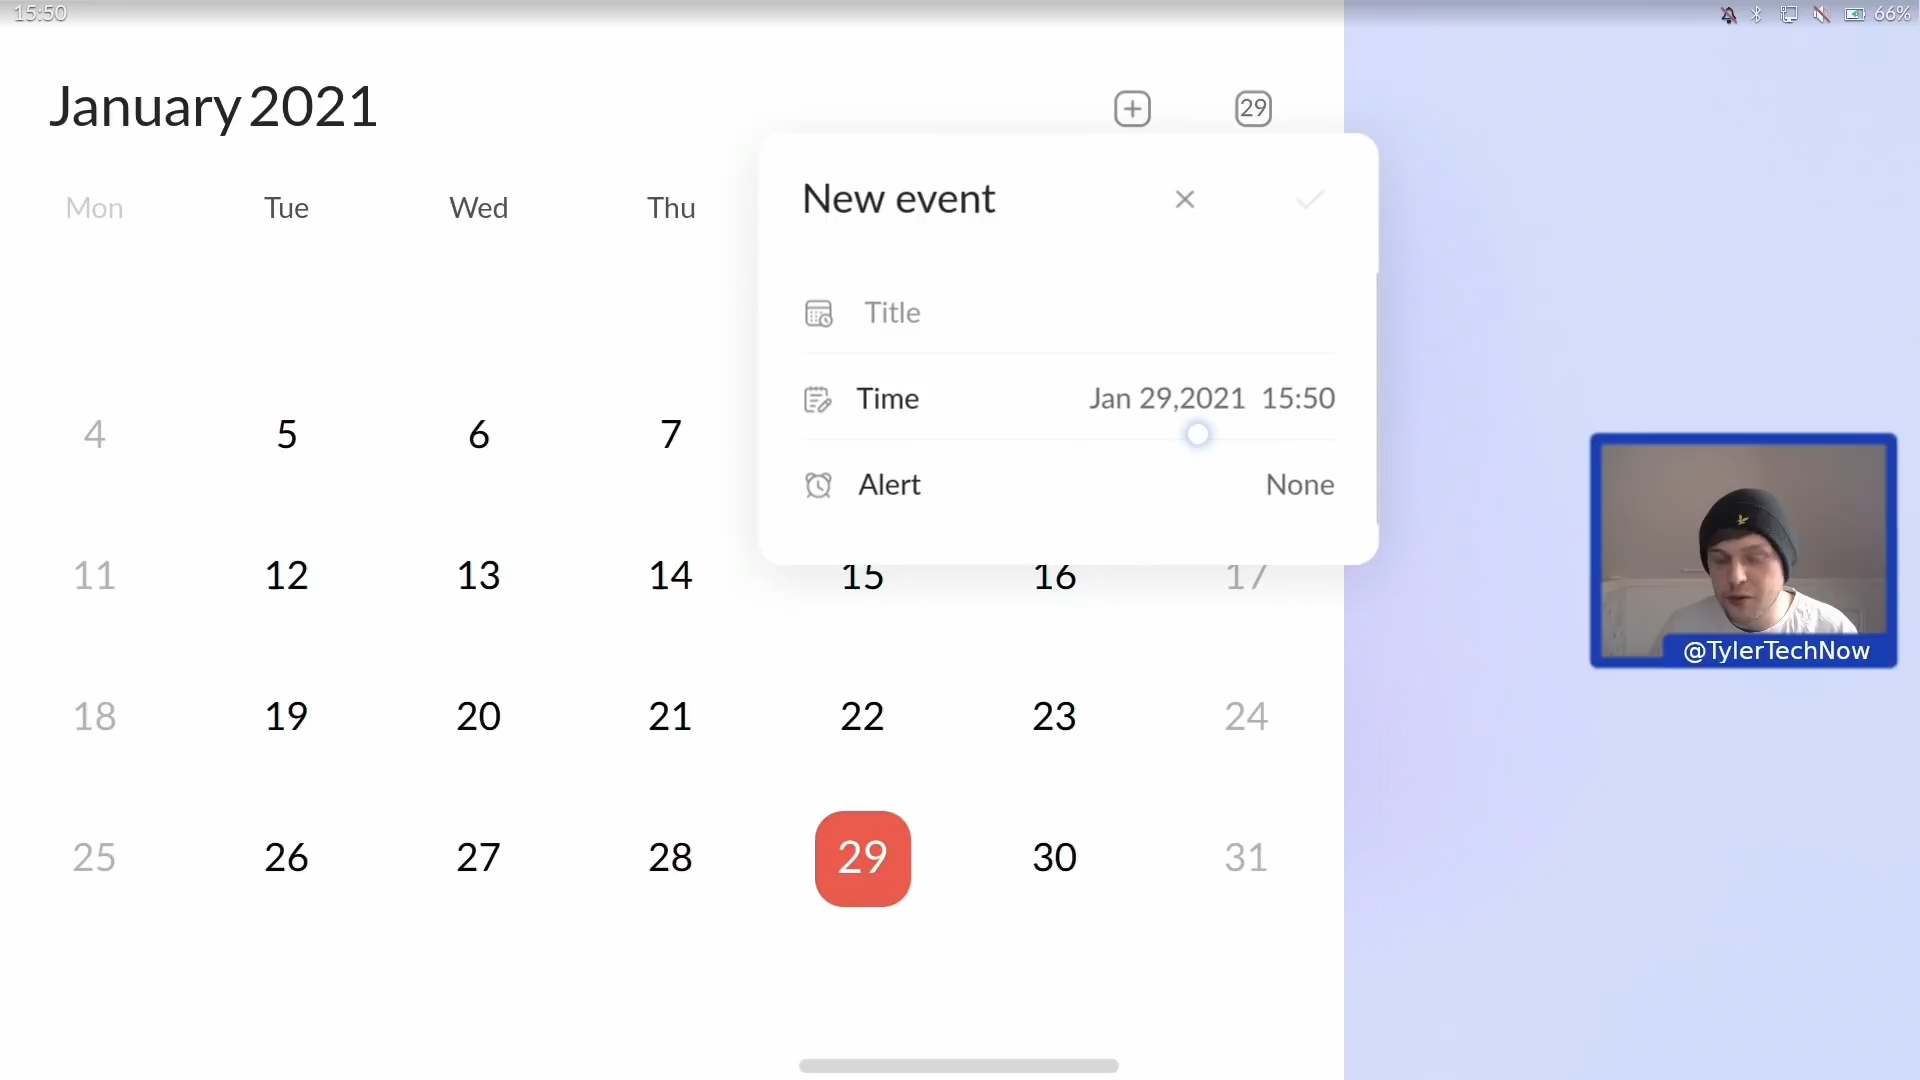 15:50
66%
January 2021
29
Mon Tue Wed Thu
New event
Title
Time Jan 29,2021 15:50
Alert None
4 5 6 7
11 12 13 14 15 16 17
18 19 20 21 22 23 24
25 26 27 28 29 30 31
@TylerTechNow